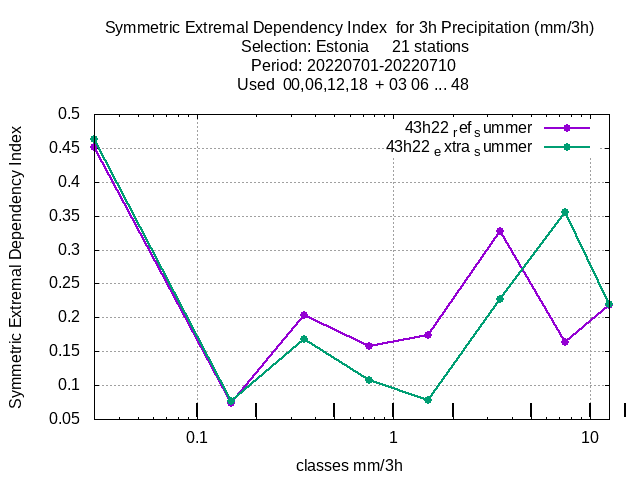 Symmetric Extremal Dependency Index  for 3h Precipitation (mm/3h)
Selection: Estonia     21 stations
Period: 20220701-20220710
Used  00,06,12,18  + 03 06 ... 48
43h22 ref summer
43h22 extra summer
0.5
0.45
0.4
0.35
0.3
0.25
0.2
0.15
0.1
0.05
Symmetric Extremal Dependency Index
0.1 1 10
classes mm/3h